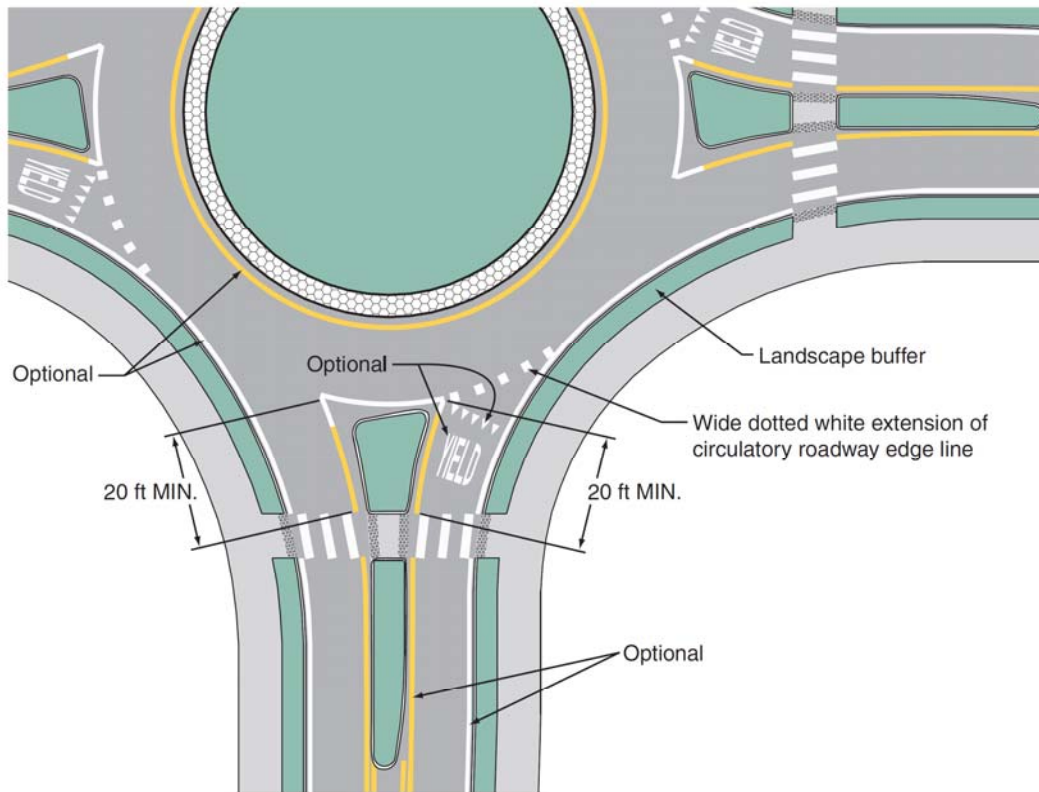 YIELD
YIELD
Optional
Optional
Landscape buffer
Wide dotted white extension of
circulatory roadway edge line
YIELD
20 ft MIN.
20 ft MIN.
Optional